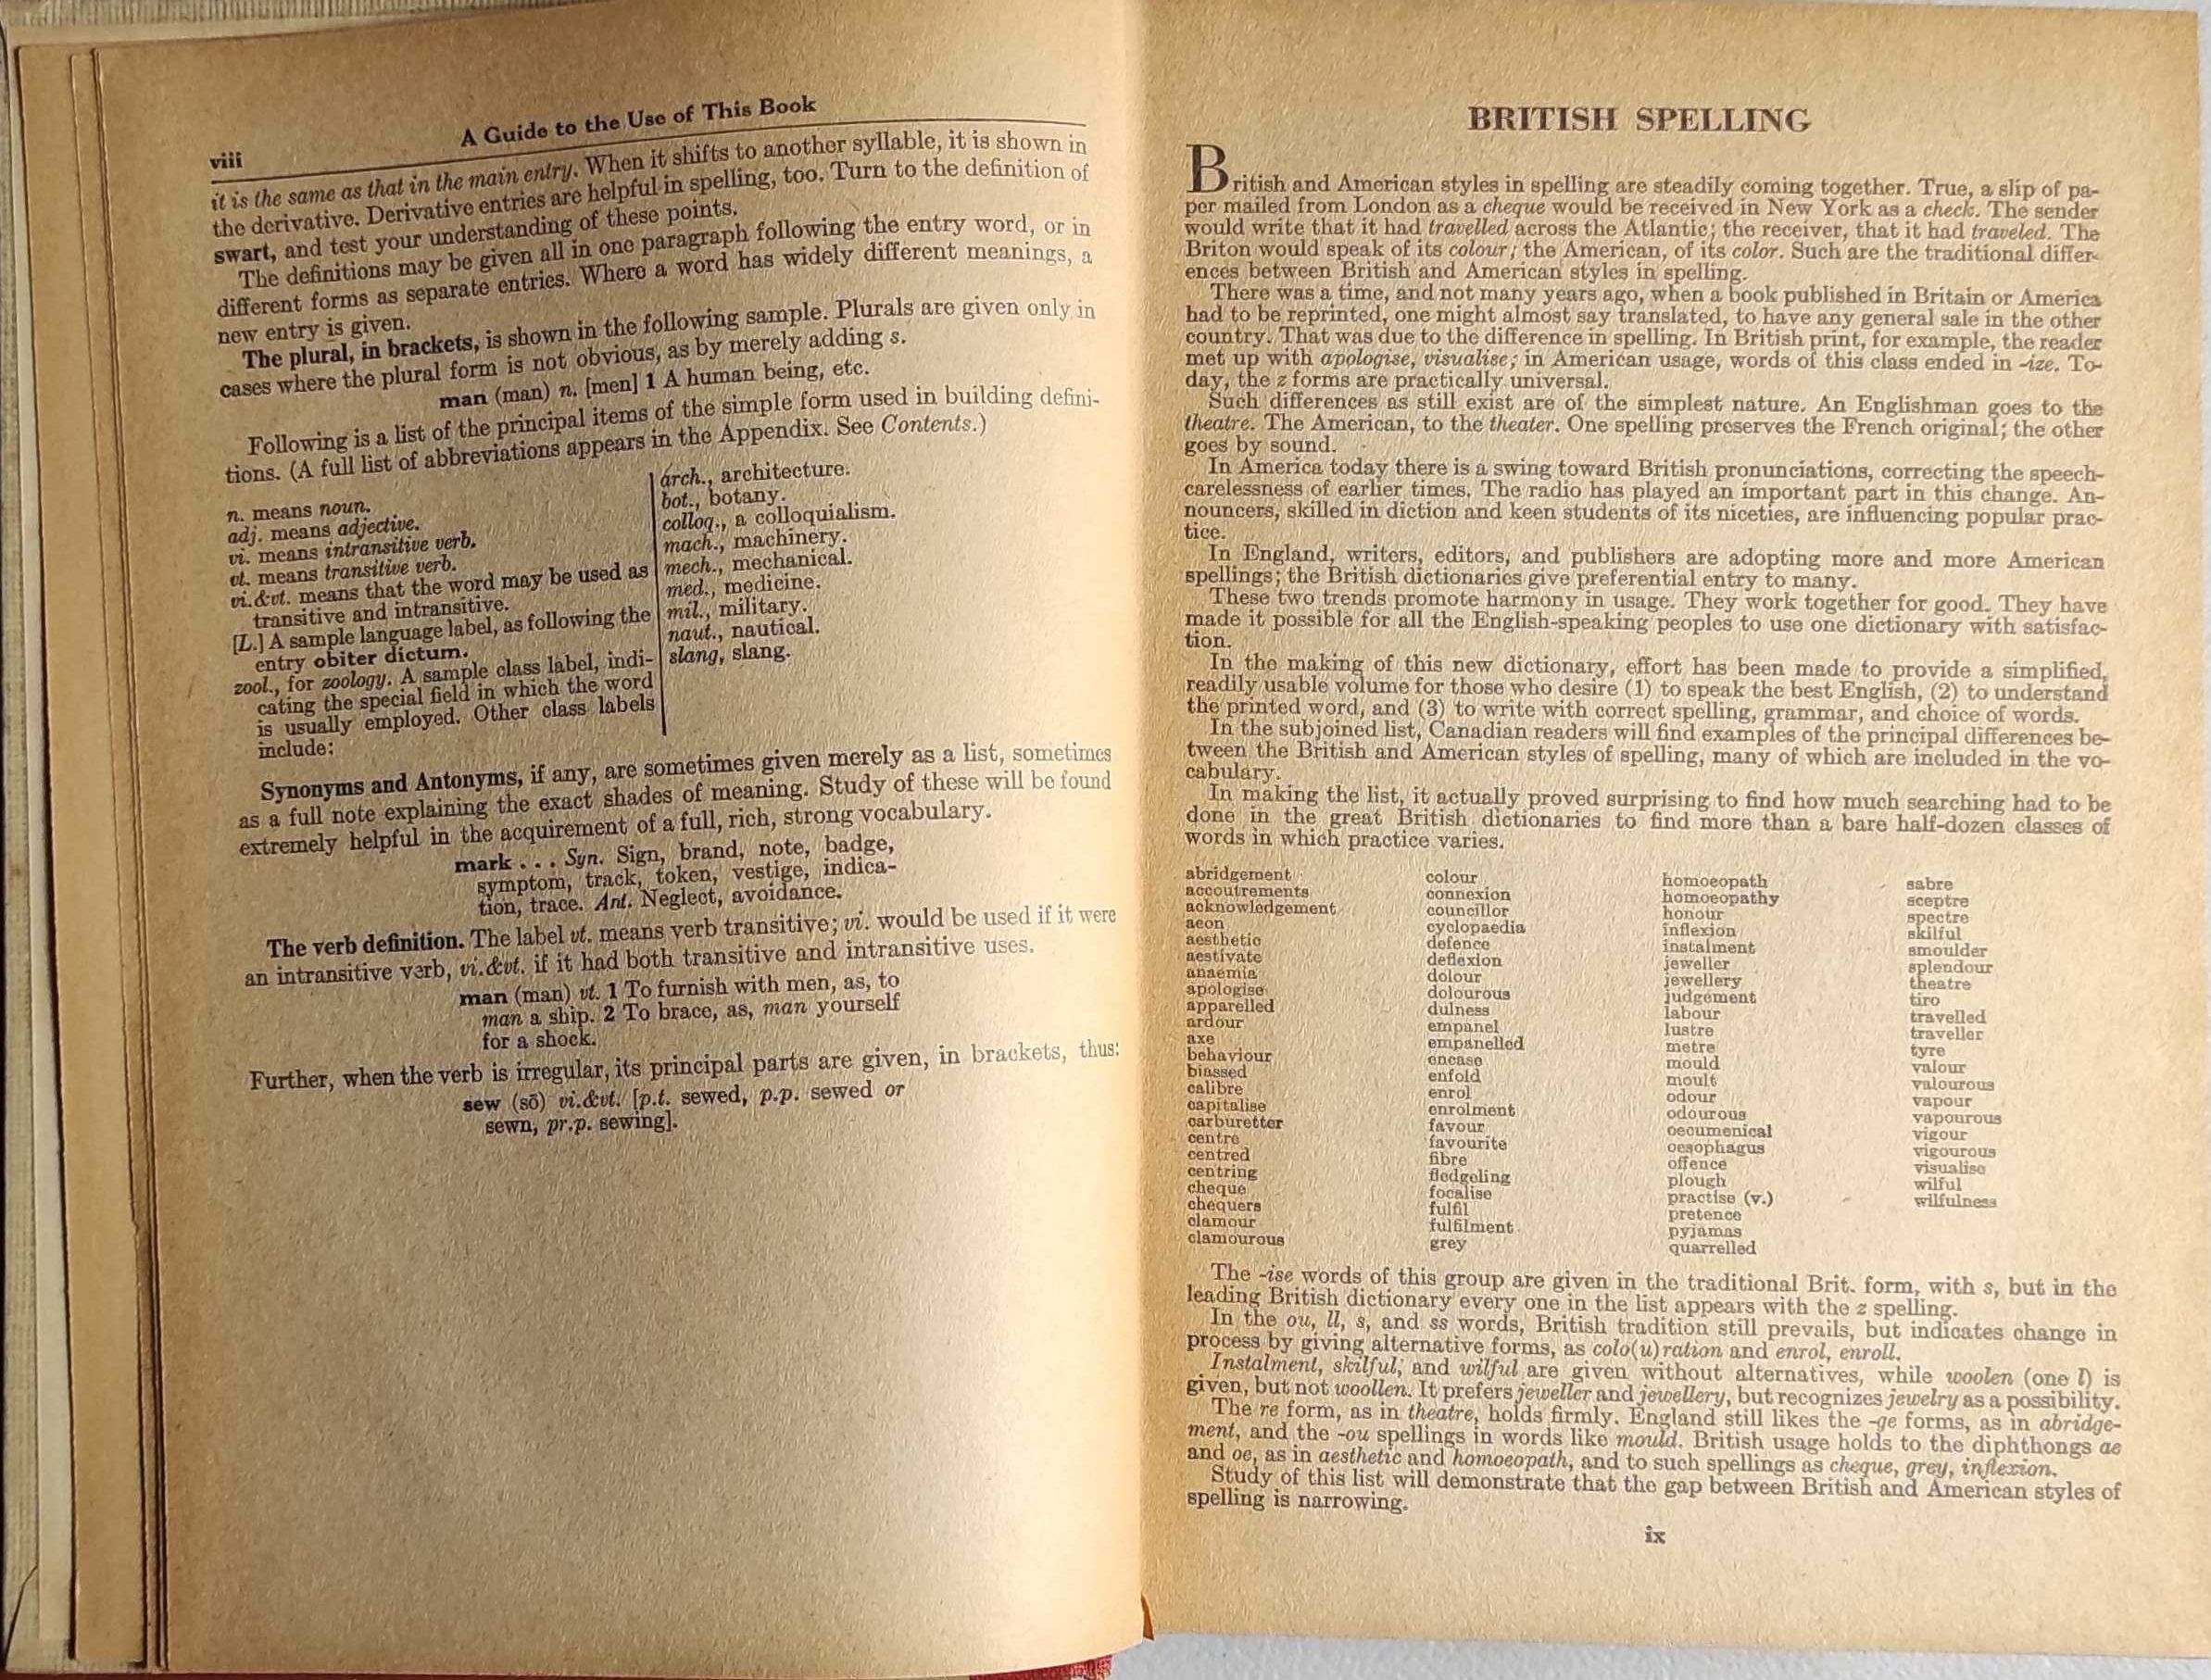 A Guide to the Use of This Book
viii
it is the same as that in the main entry. When it shifts to another syllable, it is shown in
the derivative. Derivative entries are helpful in spelling, too. Turn to the definition of
swart, and test your understanding of these points.
The definitions may be given all in one paragraph following the entry word, or in
different forms as separate entries. Where a word has widely different meanings, a
new entry is given.
The plural, in brackets, is shown in the following sample. Plurals are given only in
cases where the plural form is not obvious, as by merely adding s.
man (man) n. [men] 1 A human being, etc.
Following is a list of the principal items of the simple form used in building defini-
tions. (A full list of abbreviations appears in the Appendix. See Contents.)
n. means noun.
adj. means adjective.
vi. means intransitive verb.
vt. means transitive verb.
vi.&vt. means that the word may be used as
transitive and intransitive.
[L.] A sample language label, as following the
entry obiter dictum.
zool., for zoology. A sample class label, indi-
cating the special field in which the word
is usually employed. Other class labels
include:
arch., architecture.
bot., botany.
colloq., a colloquialism.
mach., machinery.
mech., mechanical.
med., medicine.
mil., military.
naut., nautical.
slang, slang.
Synonyms and Antonyms, if any, are sometimes given merely as a list, sometimes
as a full note explaining the exact shades of meaning. Study of these will be found
extremely helpful in the acquirement of a full, rich, strong vocabulary.
mark . . . Syn. Sign, brand, note, badge,
symptom, track, token, vestige, indica-
tion, trace. Ant. Neglect, avoidance.
The verb definition. The label vt. means verb transitive; vi. would be used if it were
an intransitive verb, vi.&vt. if it had both transitive and intransitive uses.
man (man) vt. 1 To furnish with men, as, to
man a ship. 2 To brace, as, man yourself
for a shock.
Further, when the verb is irregular, its principal parts are given, in brackets, thus:
sew (sō) vi.&vt. [p.t. sewed, p.p. sewed or
sewn, pr.p. sewing].
BRITISH SPELLING
British and American styles in spelling are steadily coming together. True, a slip of pa-
per mailed from London as a cheque would be received in New York as a check. The sender
would write that it had travelled across the Atlantic; the receiver, that it had traveled. The
Briton would speak of its colour; the American, of its color. Such are the traditional differ-
ences between British and American styles in spelling.
There was a time, and not many years ago, when a book published in Britain or America
had to be reprinted, one might almost say translated, to have any general sale in the other
country. That was due to the difference in spelling. In British print, for example, the reader
met up with apologise, visualise; in American usage, words of this class ended in -ize. To-
day, the z forms are practically universal.
Such differences as still exist are of the simplest nature. An Englishman goes to the
theatre. The American, to the theater. One spelling preserves the French original; the other
goes by sound.
In America today there is a swing toward British pronunciations, correcting the speech-
carelessness of earlier times. The radio has played an important part in this change. An-
nouncers, skilled in diction and keen students of its niceties, are influencing popular prac-
tice.
In England, writers, editors, and publishers are adopting more and more American
spellings; the British dictionaries give preferential entry to many.
These two trends promote harmony in usage. They work together for good. They have
made it possible for all the English-speaking peoples to use one dictionary with satisfac-
tion.
In the making of this new dictionary, effort has been made to provide a simplified,
readily usable volume for those who desire (1) to speak the best English, (2) to understand
the printed word, and (3) to write with correct spelling, grammar, and choice of words.
In the subjoined list, Canadian readers will find examples of the principal differences be-
tween the British and American styles of spelling, many of which are included in the vo-
cabulary.
In making the list, it actually proved surprising to find how much searching had to be
done in the great British dictionaries to find more than a bare half-dozen classes of
words in which practice varies.
abridgement
accoutrements
acknowledgement
aeon
aesthetic
aestivate
anaemia
apologise
apparelled
ardour
axe
behaviour
biassed
calibre
capitalise
carburetter
centre
centred
centring
cheque
chequers
clamour
clamourous
colour
connexion
councillor
cyclopaedia
defence
deflexion
dolour
dolourous
dulness
empanel
empanelled
encase
enfold
enrol
enrolment
favour
favourite
fibre
fledgeling
focalise
fulfil
fulfilment
grey
homoeopath
homoeopathy
honour
inflexion
instalment
jeweller
jewellery
judgement
labour
lustre
metre
mould
moult
odour
odourous
oecumenical
oesophagus
offence
plough
practise (v.)
pretence
pyjamas
quarrelled
sabre
sceptre
spectre
skilful
smoulder
splendour
theatre
tiro
travelled
traveller
tyre
valour
valourous
vapour
vapourous
vigour
vigourous
visualise
wilful
wilfulness
The -ise words of this group are given in the traditional Brit. form, with s, but in the
leading British dictionary every one in the list appears with the z spelling.
In the ou, ll, s, and ss words, British tradition still prevails, but indicates change in
process by giving alternative forms, as colo(u)ration and enrol, enroll.
Instalment, skilful, and wilful are given without alternatives, while woolen (one l) is
given, but not woollen. It prefers jeweller and jewellery, but recognizes jewelry as a possibility.
The re form, as in theatre, holds firmly. England still likes the -ge forms, as in abridge-
ment, and the -ou spellings in words like mould. British usage holds to the diphthongs ae
and oe, as in aesthetic and homoeopath, and to such spellings as cheque, grey, inflexion.
Study of this list will demonstrate that the gap between British and American styles of
spelling is narrowing.
ix